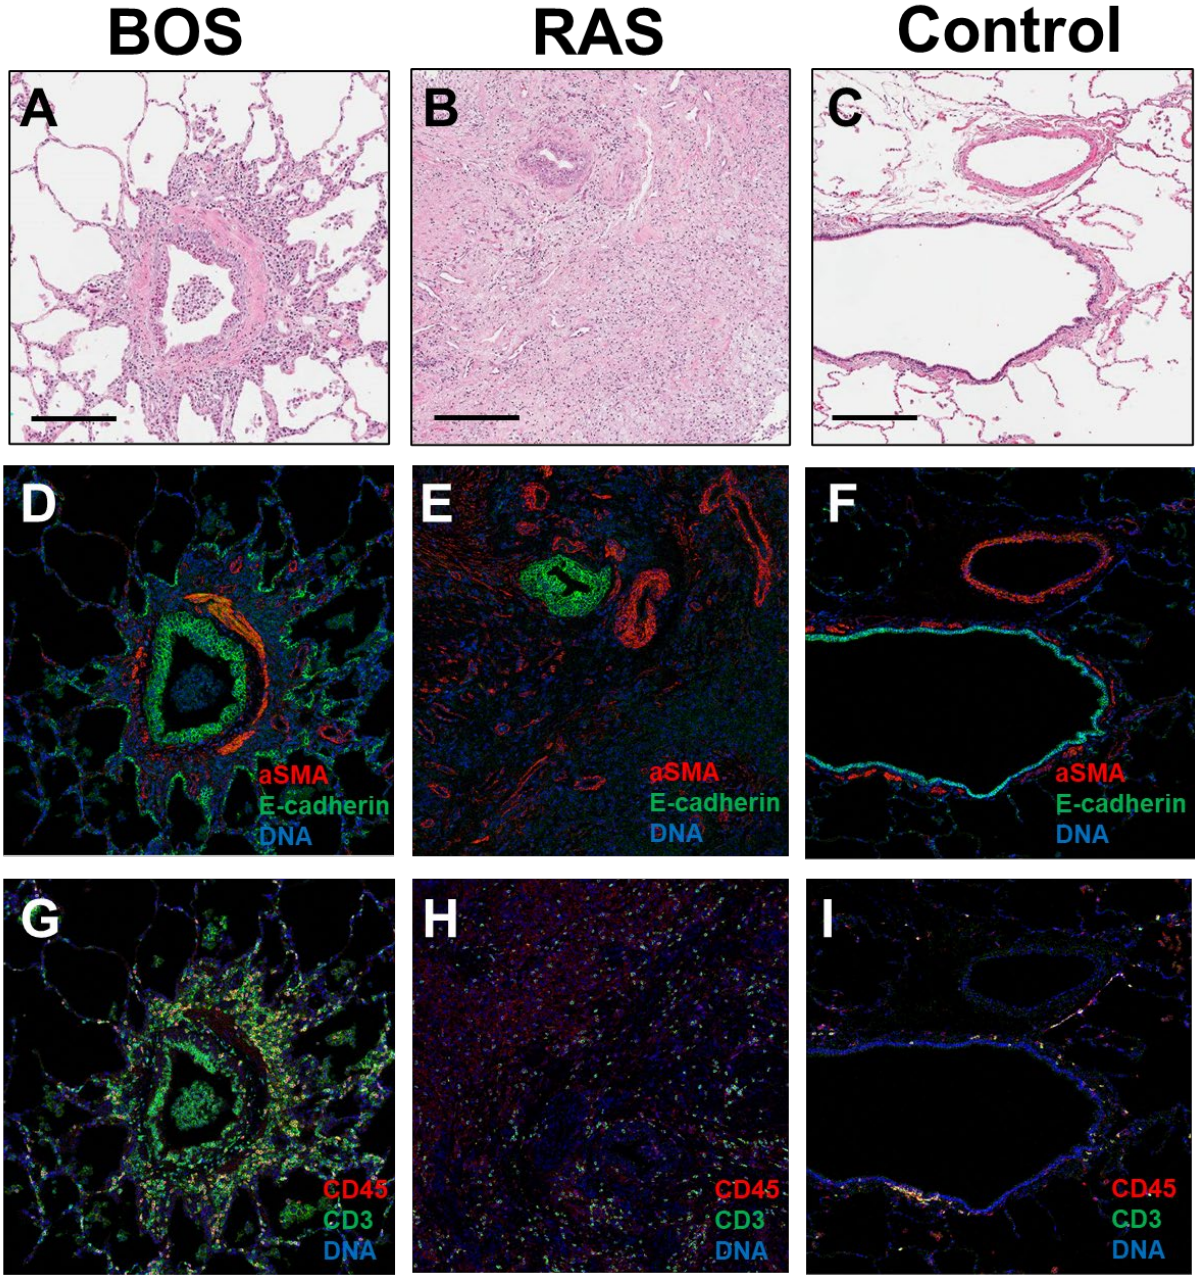 BOS RAS Control
A B C
D E F
aSMA aSMA aSMA
E-cadherin E-cadherin E-cadherin
DNA DNA DNA
G H I
CD45 CD45 CD45
CD3 CD3 CD3
DNA DNA DNA